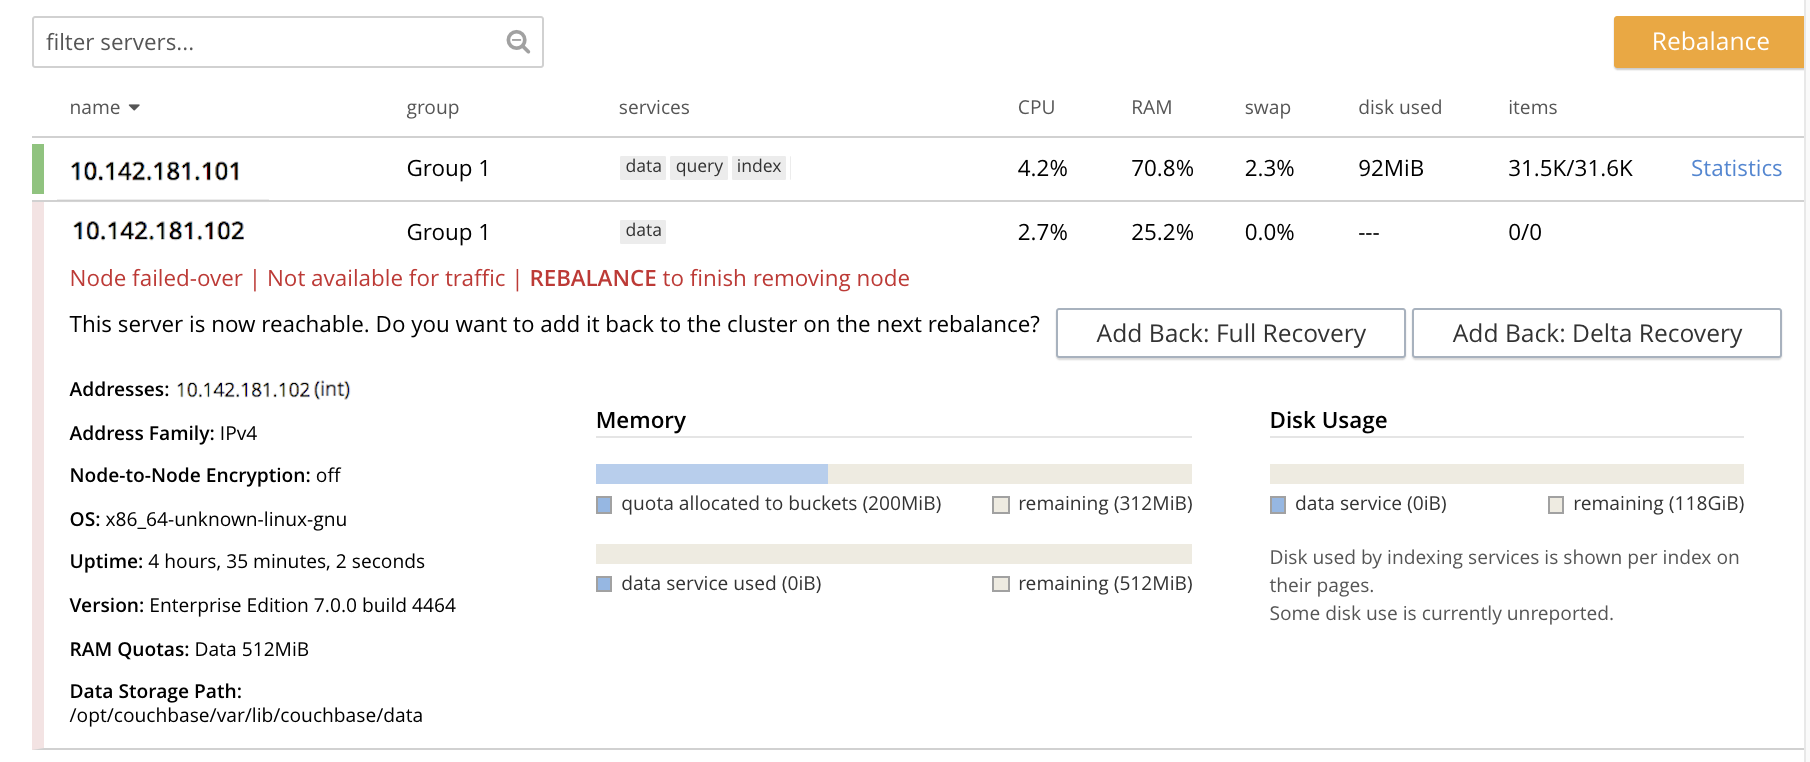 filter servers...
Rebalance
name group services CPU RAM swap disk used items
10.142.181.101 Group 1 data query index 4.2% 70.8% 2.3% 92MiB 31.5K/31.6K Statistics
10.142.181.102 Group 1 data 2.7% 25.2% 0.0% --- 0/0
Node failed-over | Not available for traffic | REBALANCE to finish removing node
This server is now reachable. Do you want to add it back to the cluster on the next rebalance? Add Back: Full Recovery Add Back: Delta Recovery
Addresses: 10.142.181.102 (int)
Address Family: IPv4
Node-to-Node Encryption: off
OS: x86_64-unknown-linux-gnu
Uptime: 4 hours, 35 minutes, 2 seconds
Version: Enterprise Edition 7.0.0 build 4464
RAM Quotas: Data 512MiB
Data Storage Path:
/opt/couchbase/var/lib/couchbase/data
Memory
quota allocated to buckets (200MiB) remaining (312MiB)
data service used (0iB) remaining (512MiB)
Disk Usage
data service (0iB) remaining (118GiB)
Disk used by indexing services is shown per index on
their pages.
Some disk use is currently unreported.